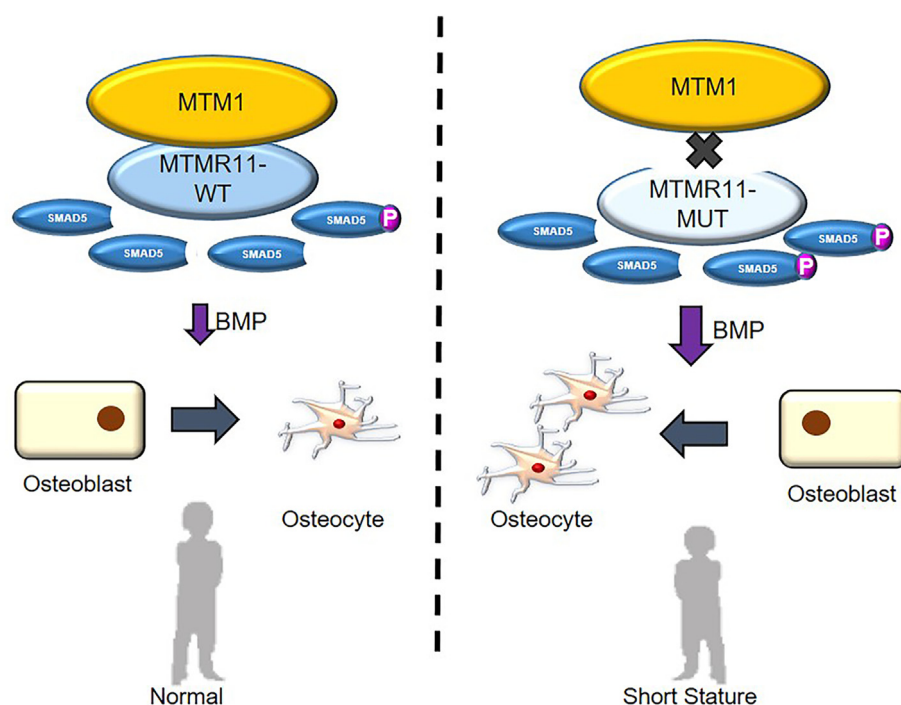 MTM1
MTMR11-
WT
SMAD5
SMAD5
SMAD5
SMAD5
P
BMP
Osteoblast
Osteocyte
Normal
MTM1
MTMR11-
MUT
SMAD5
SMAD5
SMAD5
P
SMAD5
P
BMP
Osteocyte
Osteoblast
Short Stature